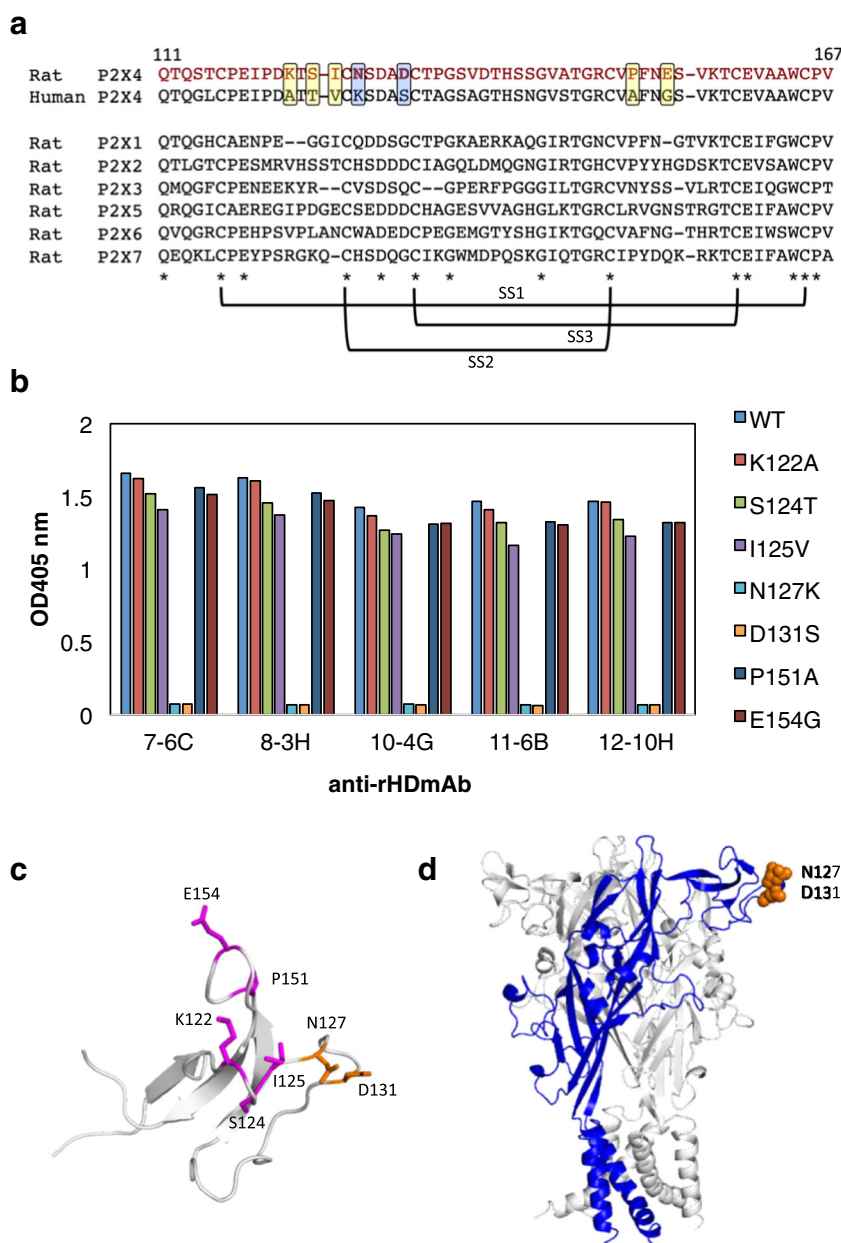 a
111 167
Rat P2X4 QTQSTCPEIPDKTS-ICNSDADCTPGSVDTHSSGVATGRCVPFNES-VKTCEVAAWCPV
Human P2X4 QTQGLCPEIPDATT-VCKSDASCTAGSAGTHSNGVSTGRCVAFNGS-VKTCEVAAWCPV
Rat P2X1 QTQGHCAENPE--GGICQDDSGCTPGKAERKAQGIRTGNCVPFN-GTVKTCEIFGWCPV
Rat P2X2 QTLGTCPESMRVHSSTCHSDDDCIAGQLDMQGNGIRTGHCVPYYHGDSKTCEVSAWCPV
Rat P2X3 QMQGFCPENEEKYR--CVSDSQC--GPERFPGGGILTGRCVNYSS-VLRTCEIQGWCPT
Rat P2X5 QRQGICAEREGIPDGECSEDDDCHAGESVVAGHGLKTGRCLRVGNSTRGTCEIFAWCPV
Rat P2X6 QVQGRCPEHPSVPLANCWADEDCPEGEMGTYSHGIKTGQCVAFNG-THRTCEIWSWCPV
Rat P2X7 QEQKLCPEYPSRGKQ-CHSDQGCIKGWMDPQSKGIQTGRCIPYDQK-RKTCEIFAWCPA
* * * * * * * * * ** ***
SS1
SS3
SS2
b
2
1.5
1
0.5
0
OD405 nm
7-6C 8-3H 10-4G 11-6B 12-10H
anti-rHDmAb
WT
K122A
S124T
I125V
N127K
D131S
P151A
E154G
c
E154
P151
K122
N127
I125
D131
S124
d
N127
D131